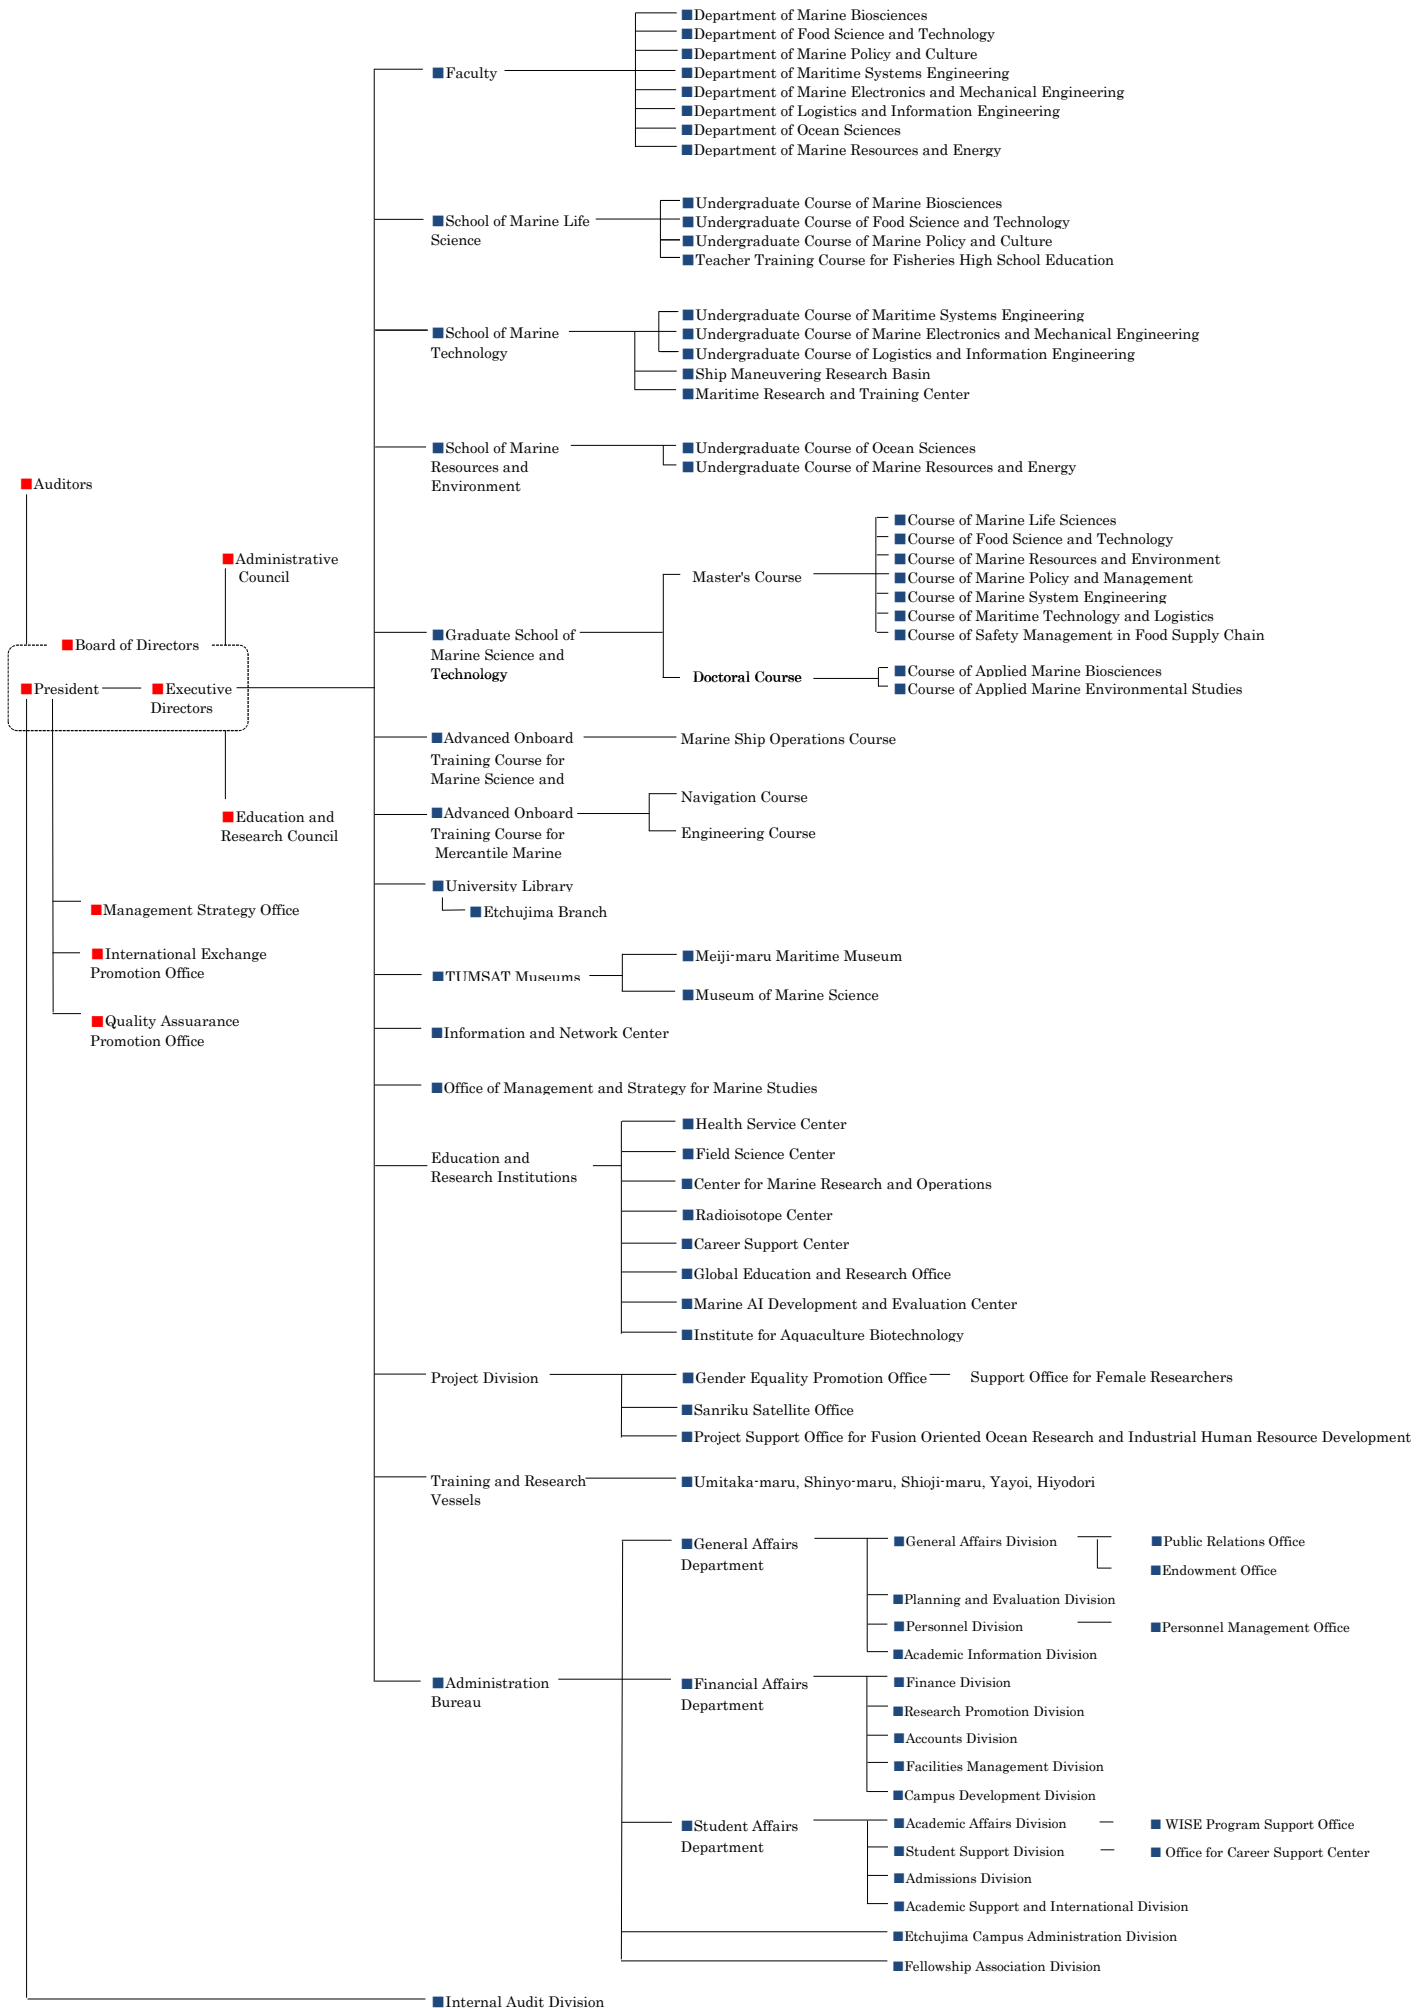 ■Department of Marine Biosciences
■Department of Food Science and Technology
■Department of Marine Policy and Culture
■Faculty
■Department of Maritime Systems Engineering
■Department of Marine Electronics and Mechanical Engineering
■Department of Logistics and Information Engineering
■Department of Ocean Sciences
■Department of Marine Resources and Energy
■School of Marine Life
Science
■Undergraduate Course of Marine Biosciences
■Undergraduate Course of Food Science and Technology
■Undergraduate Course of Marine Policy and Culture
■Teacher Training Course for Fisheries High School Education
■School of Marine
Technology
■Undergraduate Course of Maritime Systems Engineering
■Undergraduate Course of Marine Electronics and Mechanical Engineering
■Undergraduate Course of Logistics and Information Engineering
■Ship Maneuvering Research Basin
■Maritime Research and Training Center
■School of Marine
Resources and
Environment
■Undergraduate Course of Ocean Sciences
■Undergraduate Course of Marine Resources and Energy
■Auditors
■Administrative
Council
■Board of Directors
■President
■Executive
Directors
■Education and
Research Council
■Management Strategy Office
■International Exchange
Promotion Office
■Quality Assuarance
Promotion Office
■Graduate School of
Marine Science and
Technology
Master's Course
■Course of Marine Life Sciences
■Course of Food Science and Technology
■Course of Marine Resources and Environment
■Course of Marine Policy and Management
■Course of Marine System Engineering
■Course of Maritime Technology and Logistics
■Course of Safety Management in Food Supply Chain
Doctoral Course
■Course of Applied Marine Biosciences
■Course of Applied Marine Environmental Studies
■Advanced Onboard
Training Course for
Marine Science and
Marine Ship Operations Course
■Advanced Onboard
Training Course for
Mercantile Marine
Navigation Course
Engineering Course
■University Library
■Etchujima Branch
■TUMSAT Museums
■Meiji-maru Maritime Museum
■Museum of Marine Science
■Information and Network Center
■Office of Management and Strategy for Marine Studies
Education and
Research Institutions
■Health Service Center
■Field Science Center
■Center for Marine Research and Operations
■Radioisotope Center
■Career Support Center
■Global Education and Research Office
■Marine AI Development and Evaluation Center
■Institute for Aquaculture Biotechnology
Project Division
■Gender Equality Promotion Office
Support Office for Female Researchers
■Sanriku Satellite Office
■Project Support Office for Fusion Oriented Ocean Research and Industrial Human Resource Development
Training and Research
Vessels
■Umitaka-maru, Shinyo-maru, Shioji-maru, Yayoi, Hiyodori
■Administration
Bureau
■General Affairs
Department
■General Affairs Division
■Public Relations Office
■Endowment Office
■Planning and Evaluation Division
■Personnel Division
■Personnel Management Office
■Academic Information Division
■Financial Affairs
Department
■Finance Division
■Research Promotion Division
■Accounts Division
■Facilities Management Division
■Campus Development Division
■Student Affairs
Department
■Academic Affairs Division
■ WISE Program Support Office
■Student Support Division
■ Office for Career Support Center
■Admissions Division
■Academic Support and International Division
■Etchujima Campus Administration Division
■Fellowship Association Division
■Internal Audit Division